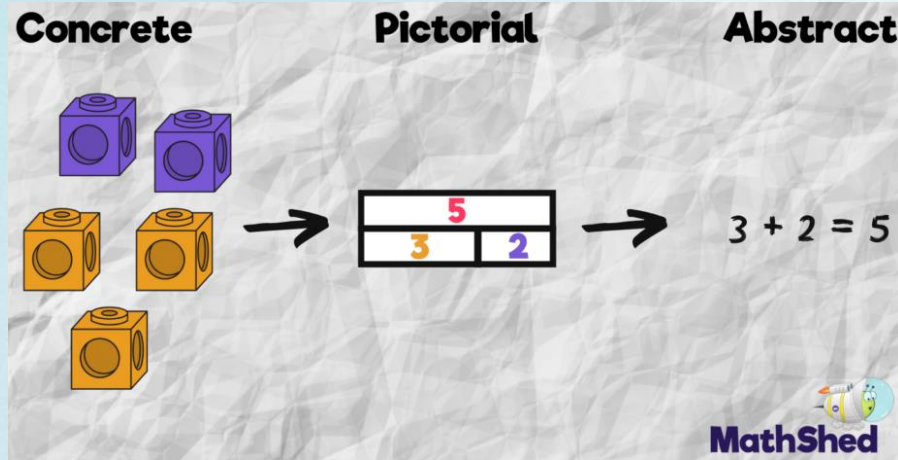 Concrete
Pictorial
Abstract
5
3 2
3 + 2 = 5
MathShed